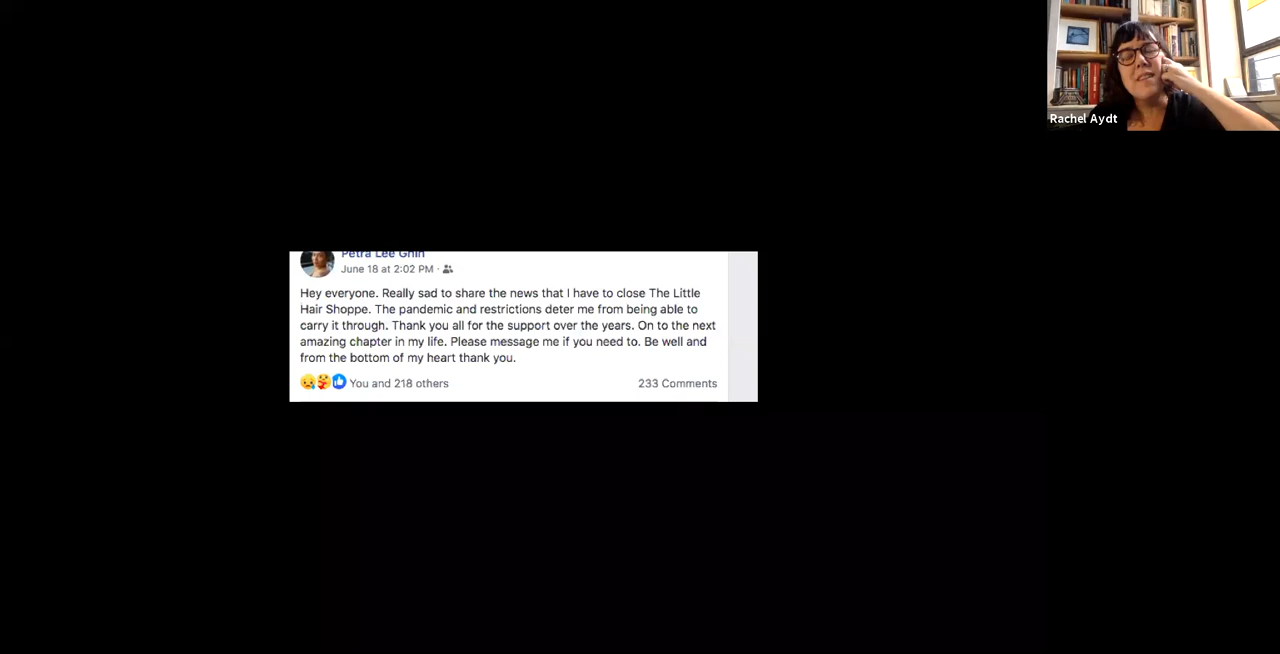 Rachel Aydt
Petra Lee Ghin
June 18 at 2:02 PM ·
Hey everyone. Really sad to share the news that I have to close The Little
Hair Shoppe. The pandemic and restrictions deter me from being able to
carry it through. Thank you all for the support over the years. On to the next
amazing chapter in my life. Please message me if you need to. Be well and
from the bottom of my heart thank you.
You and 218 others 233 Comments